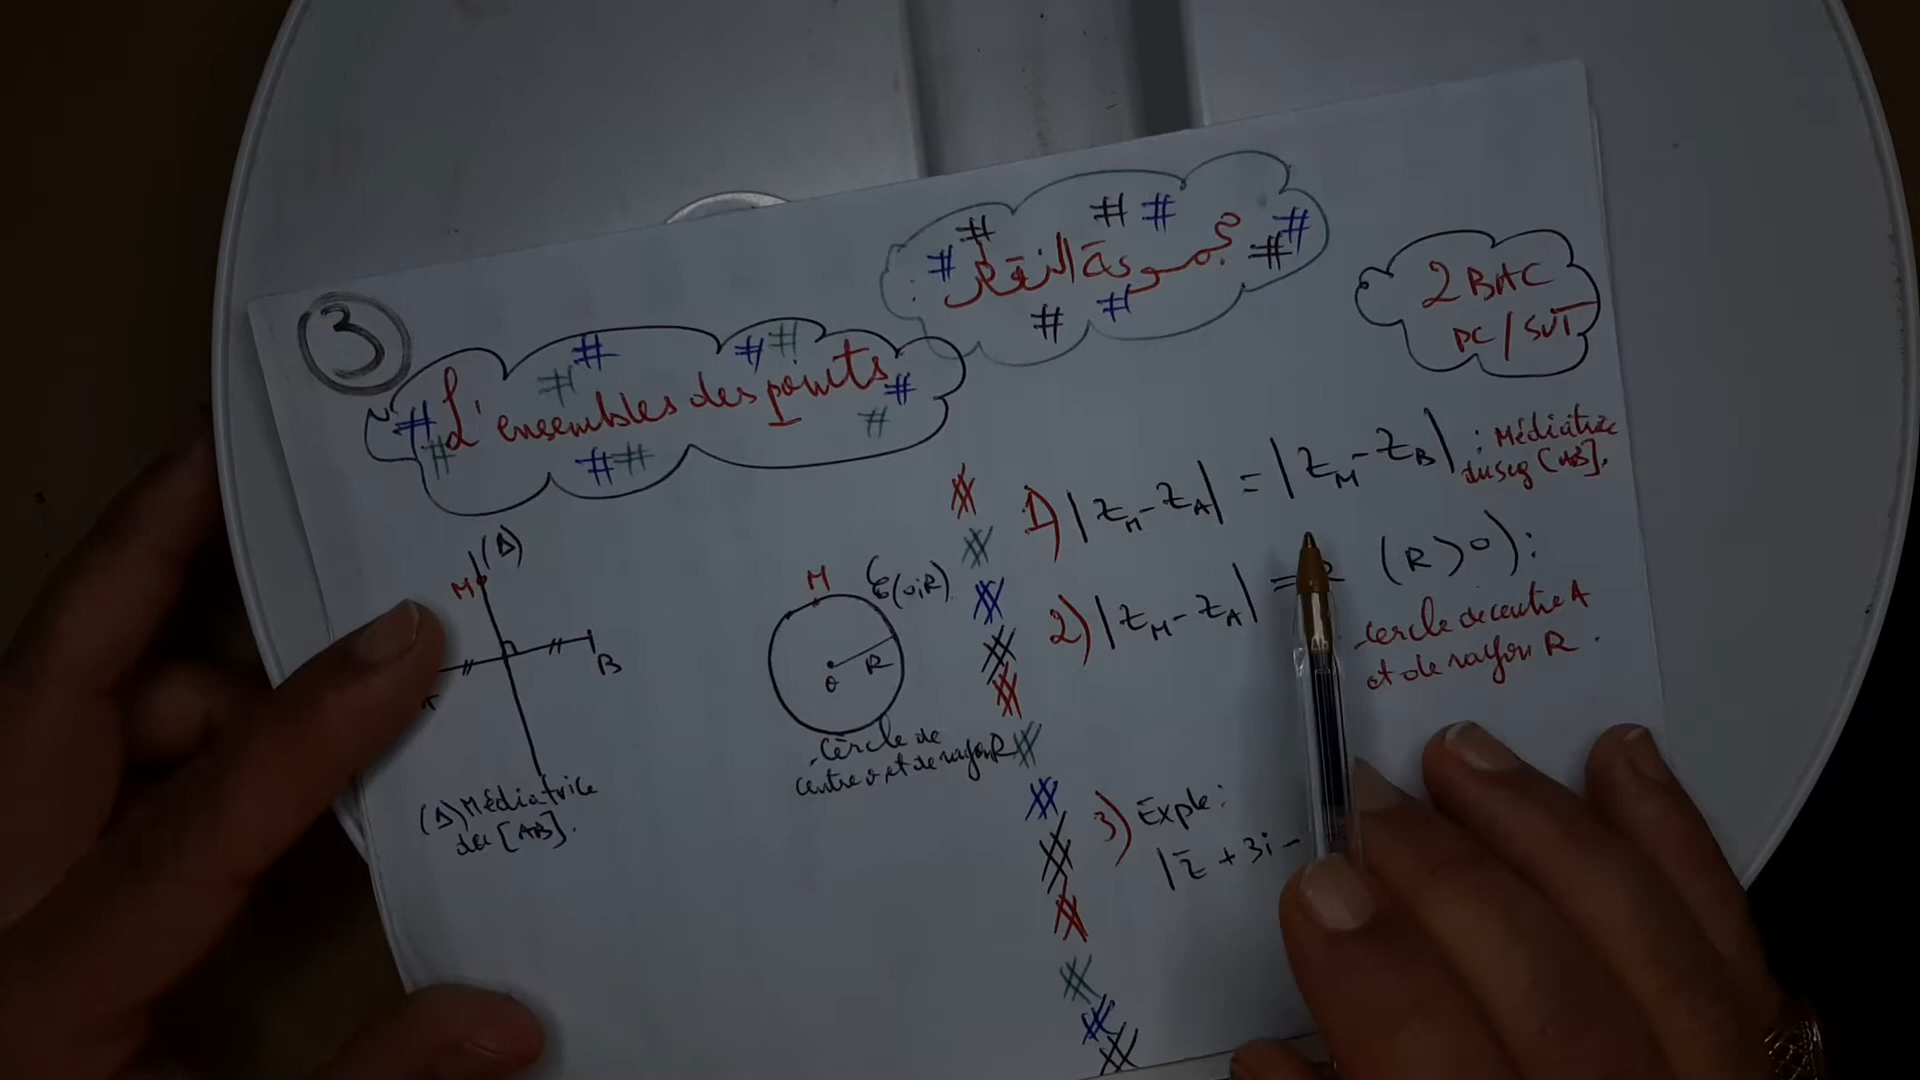 3
مجموعة النقط
2 BAC
PC / SVT
L'ensembles des points
1) |z_M - z_A| = |z_M - z_B| : Médiatrice
du seg [AB].
2) |z_M - z_A| = R (R > 0) :
cercle de centre A
et de rayon R.
(Δ)
M
B
(Δ) Médiatrice
de [AB].
M
C(o;R)
R
O
cercle de
centre O et de rayon R
3) Exple :
|z̄ + 3i -